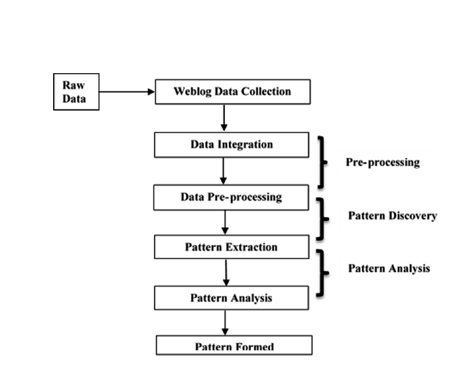 Raw
Data
Weblog Data Collection
Data Integration
Pre-processing
Data Pre-processing
Pattern Discovery
Pattern Extraction
Pattern Analysis
Pattern Analysis
Pattern Formed